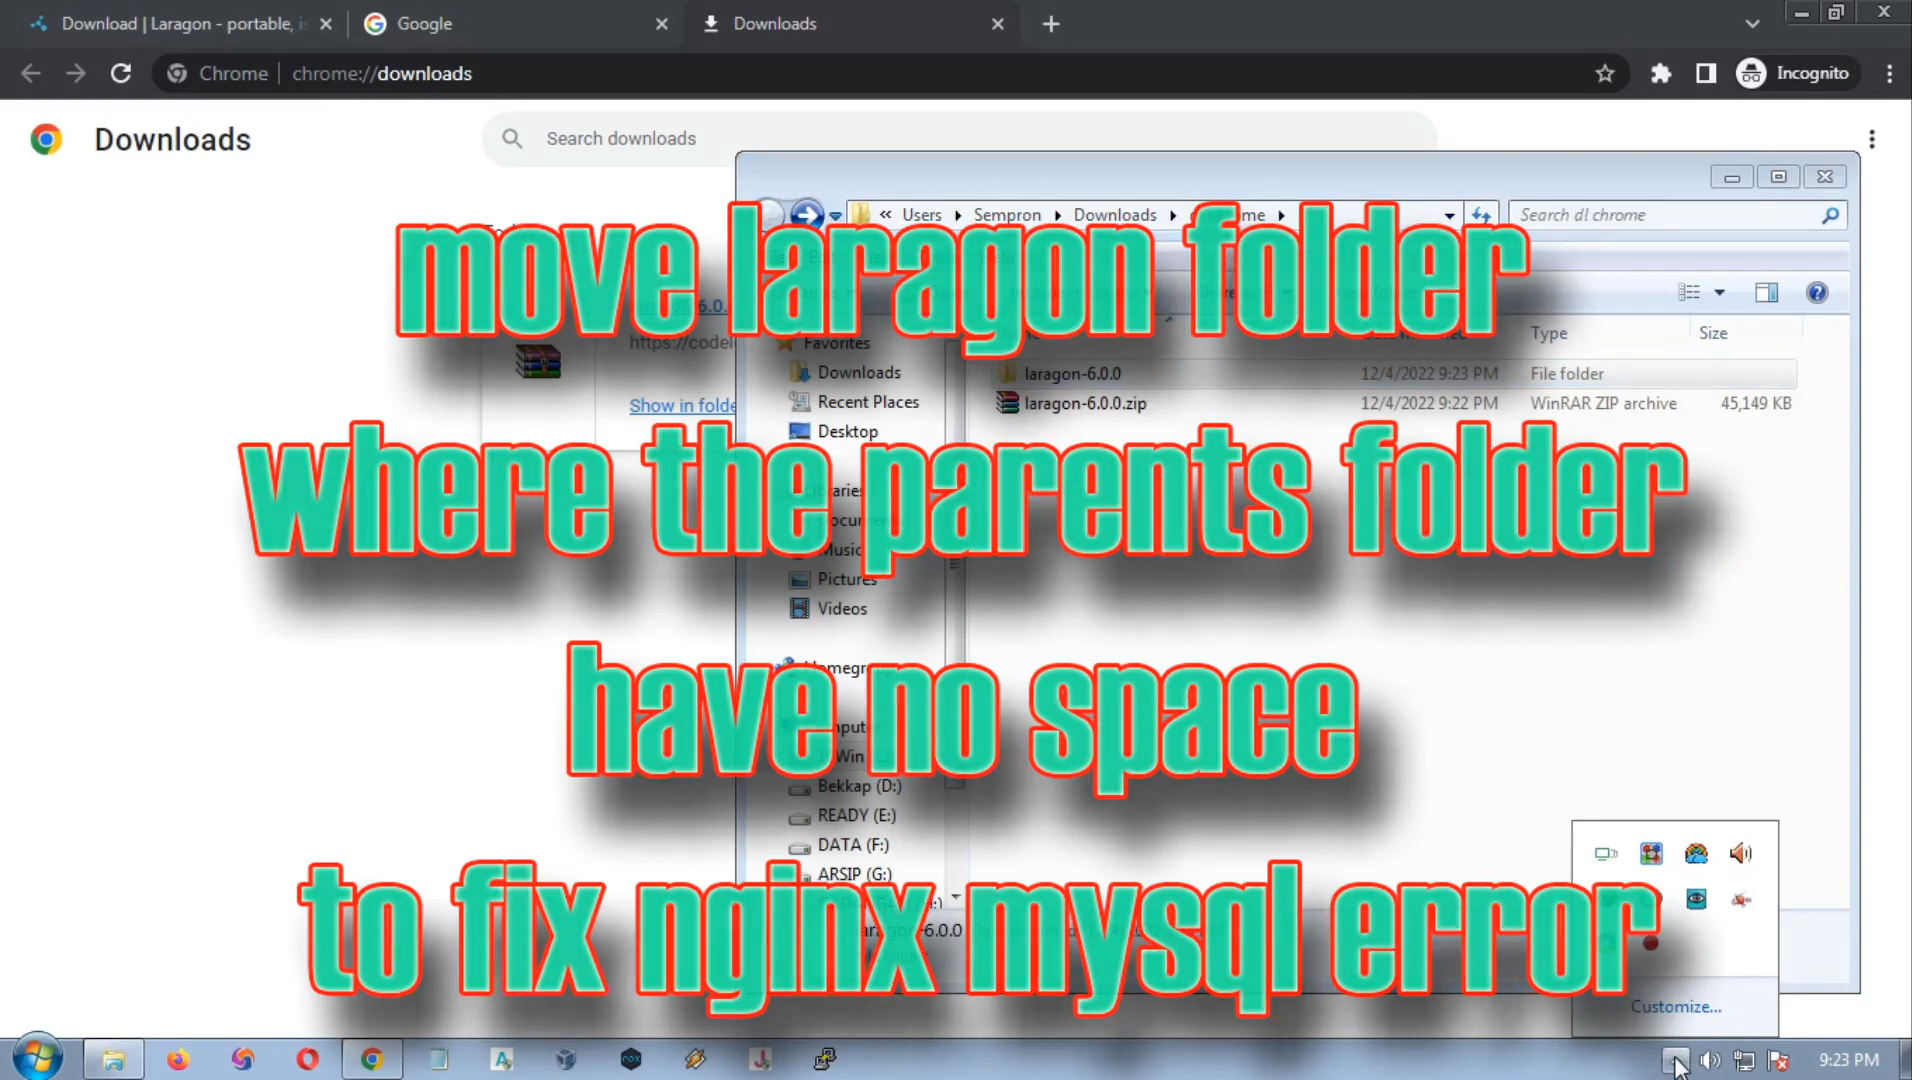 Download | Laragon - portable, is
Google
Downloads
Chrome
chrome://downloads
Incognito
Downloads
Search downloads
Users
Sempron
Downloads
Search dl chrome
move laragon folder
Type
Size
Favorites
https://codel
laragon-6.0.0
12/4/2022 9:23 PM
File folder
Downloads
Show in folde
Recent Places
laragon-6.0.0.zip
12/4/2022 9:22 PM
WinRAR ZIP archive
45,149 KB
Desktop
where the parents folder
Pictures
Videos
have no space
Bekkap (D:)
READY (E:)
DATA (F:)
ARSIP (G:)
to fix nginx mysql error
Customize...
9:23 PM